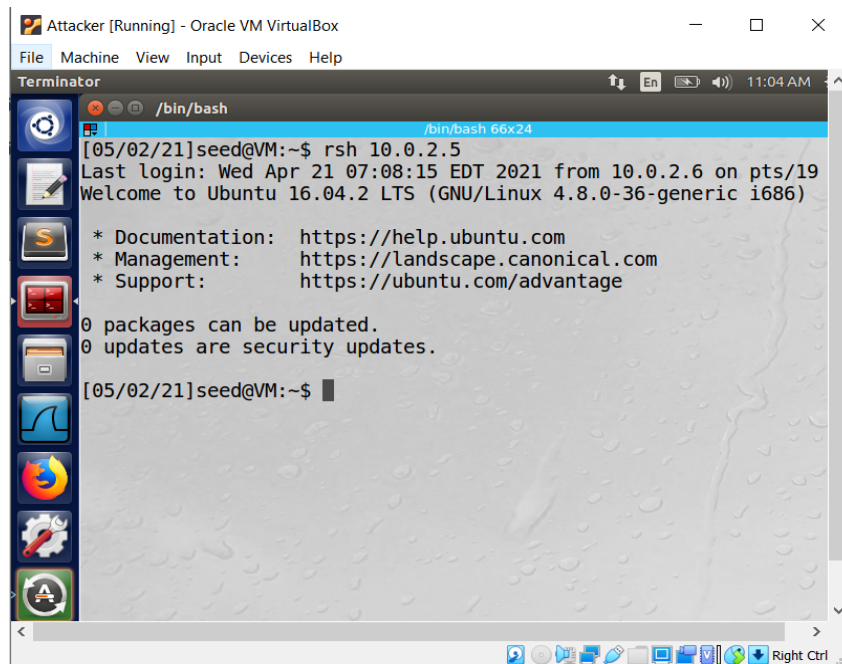 Attacker [Running] - Oracle VM VirtualBox
File Machine View Input Devices Help
Terminator En 11:04 AM
/bin/bash
/bin/bash 66x24
[05/02/21]seed@VM:~$ rsh 10.0.2.5
Last login: Wed Apr 21 07:08:15 EDT 2021 from 10.0.2.6 on pts/19
Welcome to Ubuntu 16.04.2 LTS (GNU/Linux 4.8.0-36-generic i686)
* Documentation: https://help.ubuntu.com
* Management: https://landscape.canonical.com
* Support: https://ubuntu.com/advantage
0 packages can be updated.
0 updates are security updates.
[05/02/21]seed@VM:~$
Right Ctrl